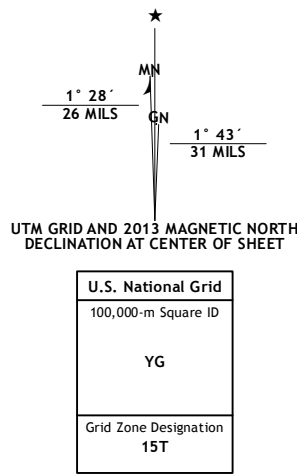 ★
MN
1° 28´
26 MILS
GN
1° 43´
31 MILS
UTM GRID AND 2013 MAGNETIC NORTH
DECLINATION AT CENTER OF SHEET
U.S. National Grid
100,000-m Square ID
YG
Grid Zone Designation
15T